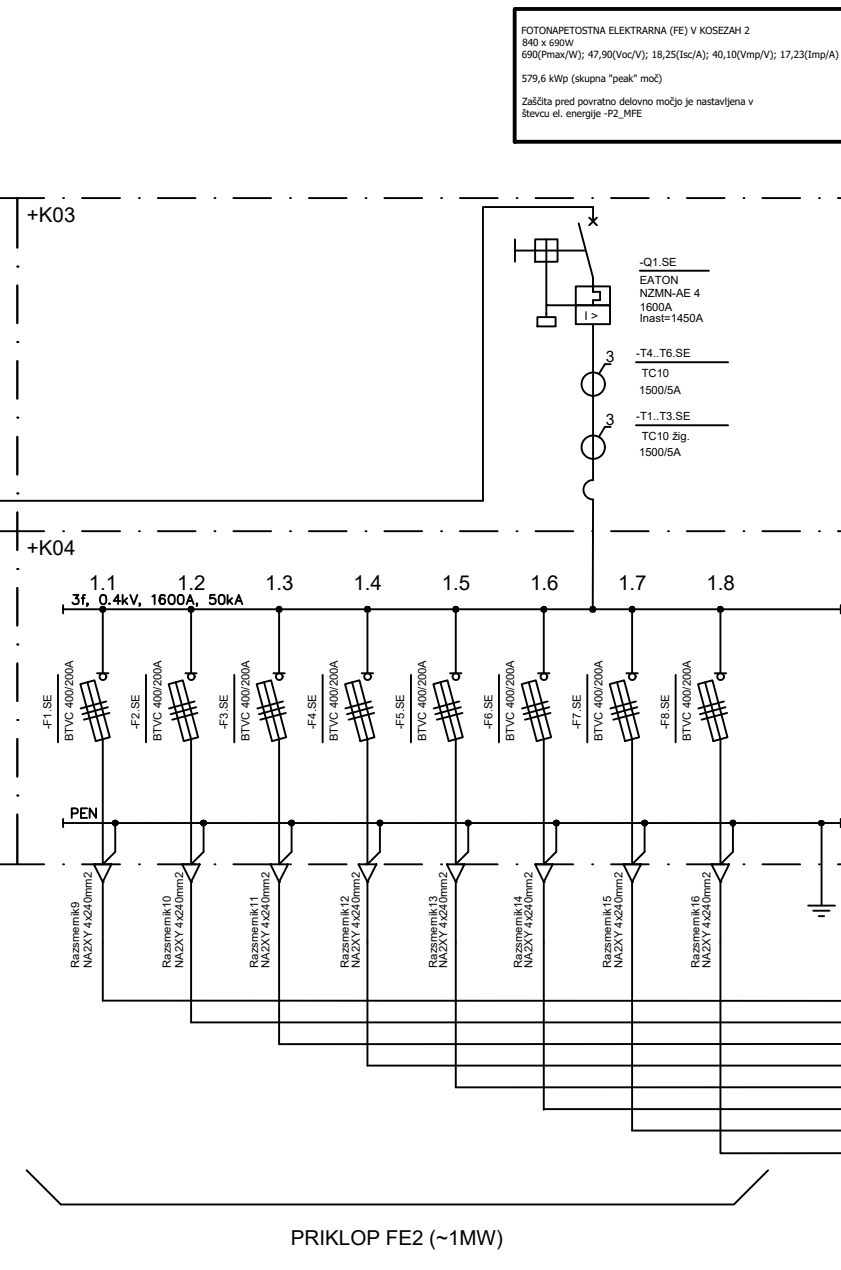 FOTONAPETOSTNA ELEKTRARNA (FE) V KOSEZAH 2
840 x 690W
690(Pmax/W); 47,90(Voc/V); 18,25(Isc/A); 40,10(Vmp/V); 17,23(Imp/A)
579,6 kWp (skupna "peak" moč)
Zaščita pred povratno delovno močjo je nastavljena v
števcu el. energije -P2_MFE
+K03
-Q1.SE
EATON
NZMN-AE 4
1600A
Inast=1450A
I >
3
-T4..T6.SE
TC10
1500/5A
3
-T1..T3.SE
TC10 žig.
1500/5A
+K04
1.1
1.2
1.3
1.4
1.5
1.6
1.7
1.8
3f, 0.4kV, 1600A, 50kA
-F1.SE
BTVC 400/200A
-F2.SE
BTVC 400/200A
-F3.SE
BTVC 400/200A
-F4.SE
BTVC 400/200A
-F5.SE
BTVC 400/200A
-F6.SE
BTVC 400/200A
-F7.SE
BTVC 400/200A
-F8.SE
BTVC 400/200A
PEN
Razsmernik9
NA2XY 4x240mm2
Razsmernik10
NA2XY 4x240mm2
Razsmernik11
NA2XY 4x240mm2
Razsmernik12
NA2XY 4x240mm2
Razsmernik13
NA2XY 4x240mm2
Razsmernik14
NA2XY 4x240mm2
Razsmernik15
NA2XY 4x240mm2
Razsmernik16
NA2XY 4x240mm2
PRIKLOP FE2 (~1MW)